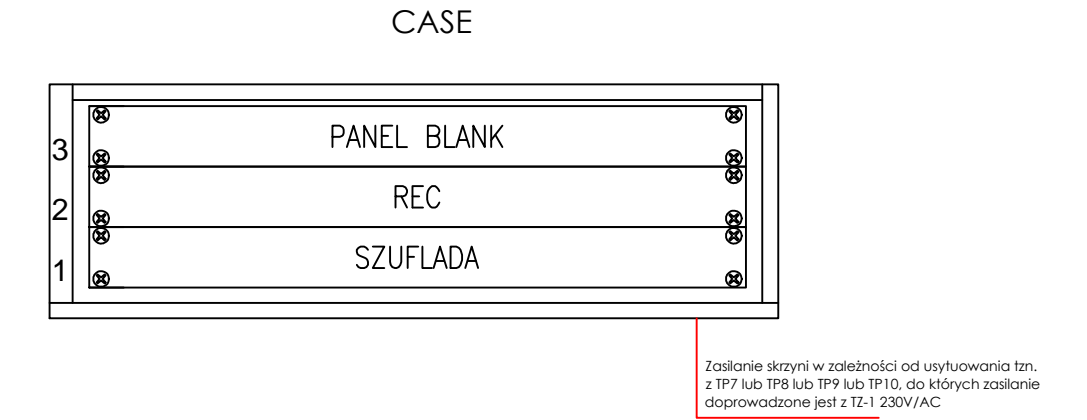 CASE
3
PANEL BLANK
2
REC
1
SZUFLADA
Zasilanie skrzyni w zależności od usytuowania tzn.
z TP7 lub TP8 lub TP9 lub TP10, do których zasilanie
doprowadzone jest z TZ-1 230V/AC